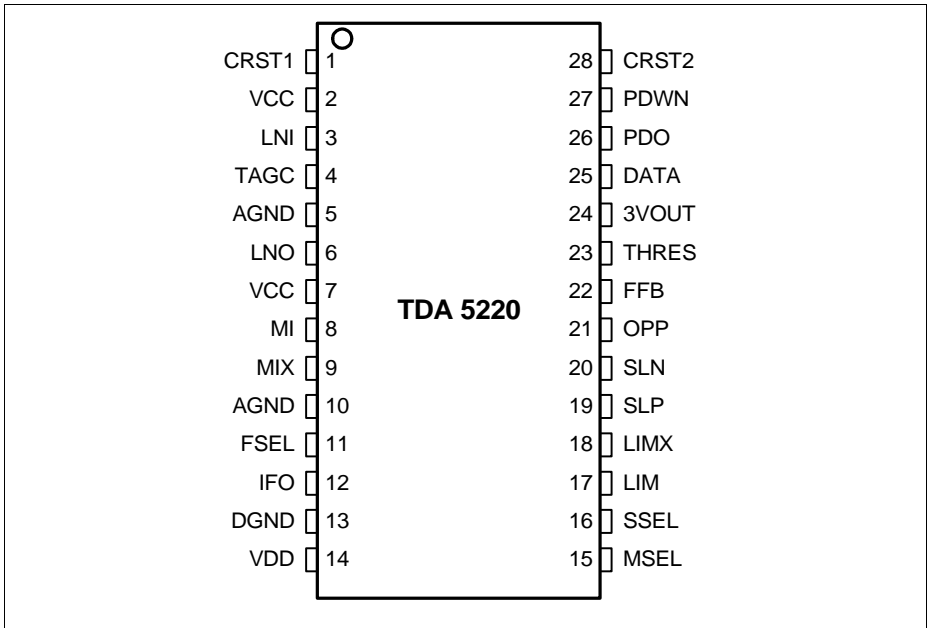 CRST1 1 28 CRST2
VCC 2 27 PDWN
LNI 3 26 PDO
TAGC 4 25 DATA
AGND 5 24 3VOUT
LNO 6 23 THRES
VCC 7 22 FFB
TDA 5220
MI 8 21 OPP
MIX 9 20 SLN
AGND 10 19 SLP
FSEL 11 18 LIMX
IFO 12 17 LIM
DGND 13 16 SSEL
VDD 14 15 MSEL